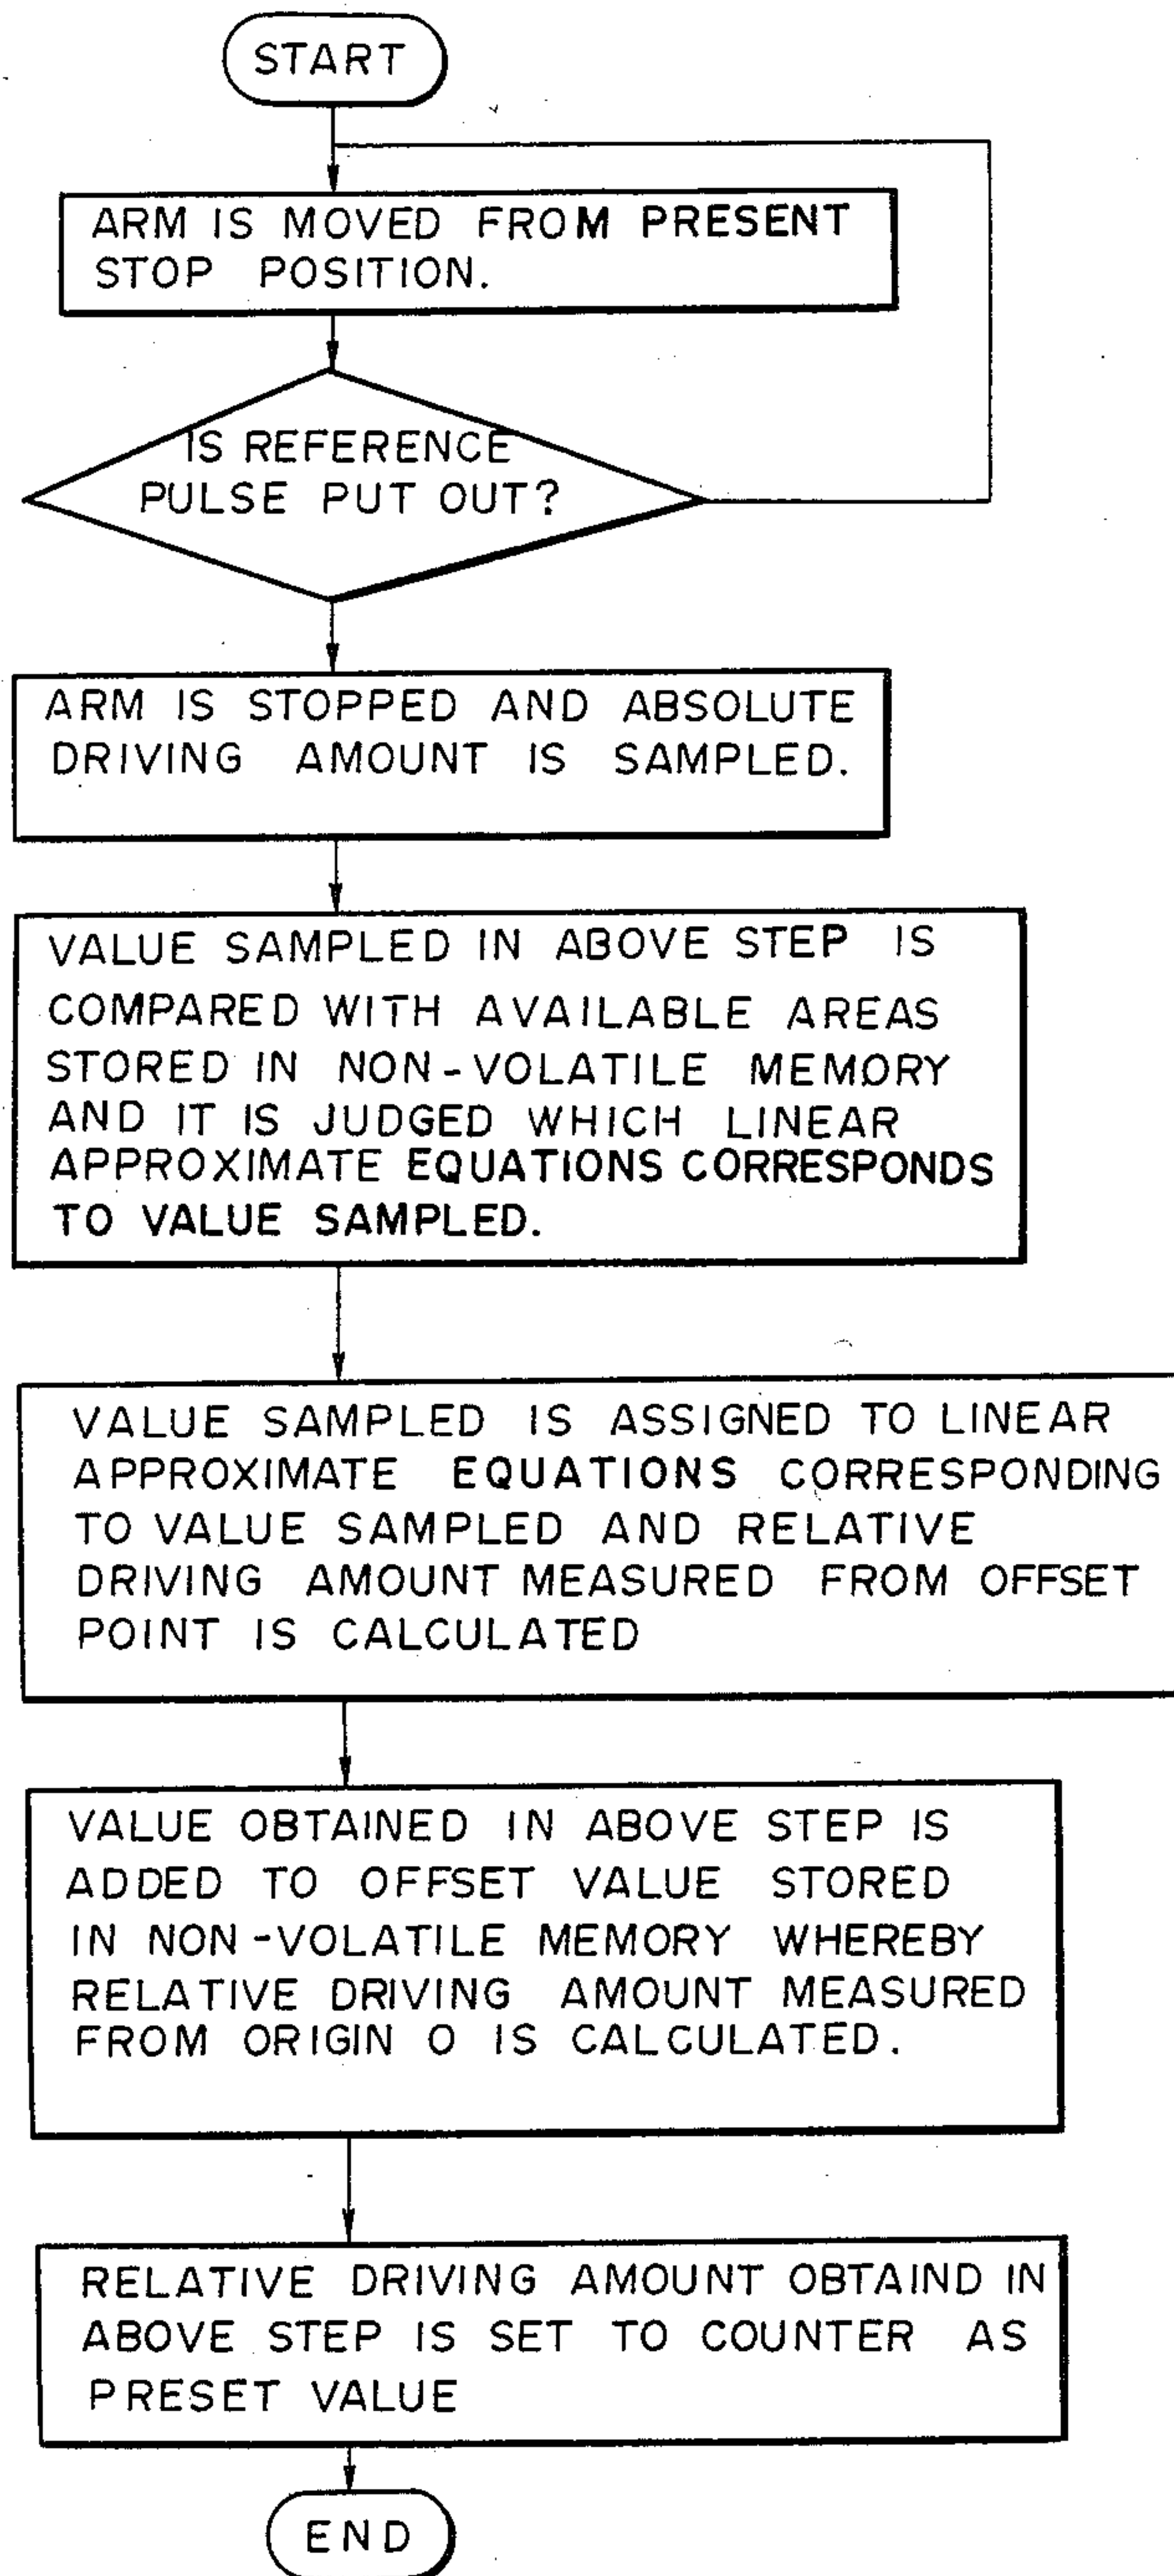 START
ARM IS MOVED FROM PRESENT
STOP POSITION.
IS REFERENCE
PULSE PUT OUT?
ARM IS STOPPED AND ABSOLUTE
DRIVING AMOUNT IS SAMPLED.
VALUE SAMPLED IN ABOVE STEP IS
COMPARED WITH AVAILABLE AREAS
STORED IN NON-VOLATILE MEMORY
AND IT IS JUDGED WHICH LINEAR
APPROXIMATE EQUATIONS CORRESPONDS
TO VALUE SAMPLED.
VALUE SAMPLED IS ASSIGNED TO LINEAR
APPROXIMATE EQUATIONS CORRESPONDING
TO VALUE SAMPLED AND RELATIVE
DRIVING AMOUNT MEASURED FROM OFFSET
POINT IS CALCULATED
VALUE OBTAINED IN ABOVE STEP IS
ADDED TO OFFSET VALUE STORED
IN NON-VOLATILE MEMORY WHEREBY
RELATIVE DRIVING AMOUNT MEASURED
FROM ORIGIN O IS CALCULATED.
RELATIVE DRIVING AMOUNT OBTAIND IN
ABOVE STEP IS SET TO COUNTER AS
PRESET VALUE
END